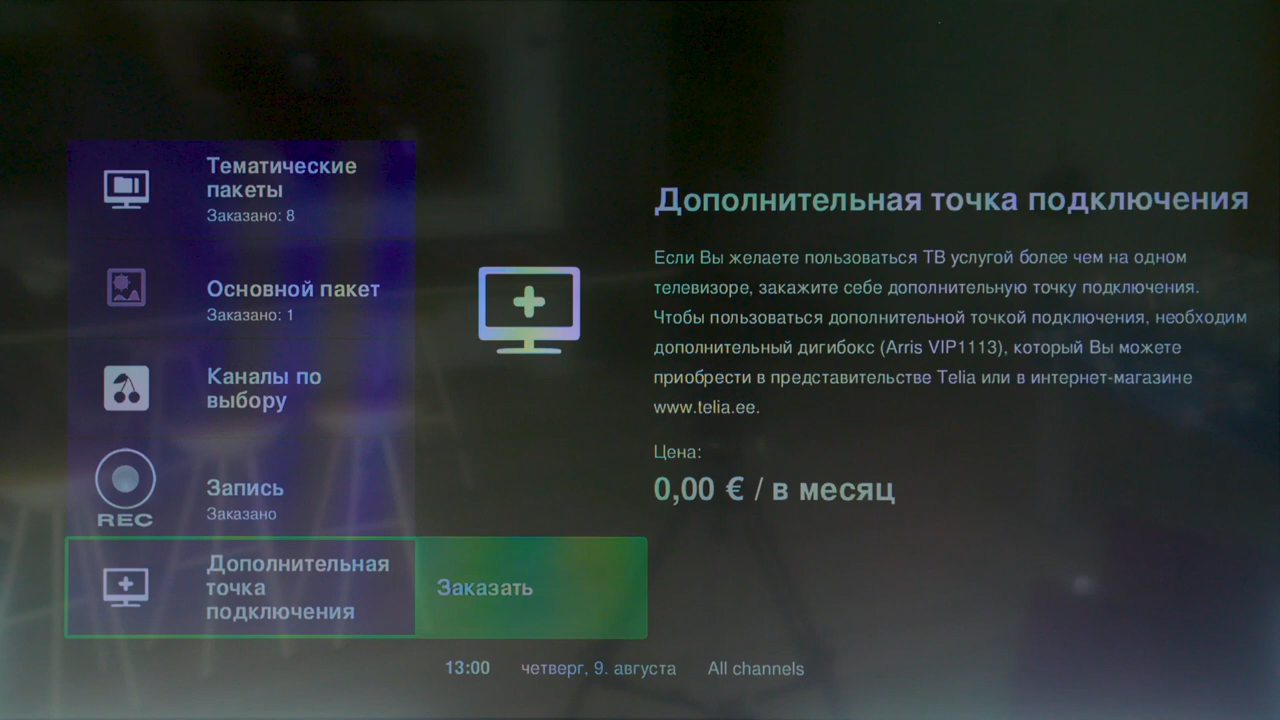 Тематические
пакеты
Заказано: 8
Основной пакет
Заказано: 1
Каналы по
выбору
REC
Запись
Заказано
Дополнительная
точка
подключения
Заказать
Дополнительная точка подключения
Если Вы желаете пользоваться ТВ услугой более чем на одном
телевизоре, закажите себе дополнительную точку подключения.
Чтобы пользоваться дополнительной точкой подключения, необходим
дополнительный дигибокс (Arris VIP1113), который Вы можете
приобрести в представительстве Telia или в интернет-магазине
www.telia.ee.
Цена:
0,00 € / в месяц
13:00 четверг, 9. августа All channels